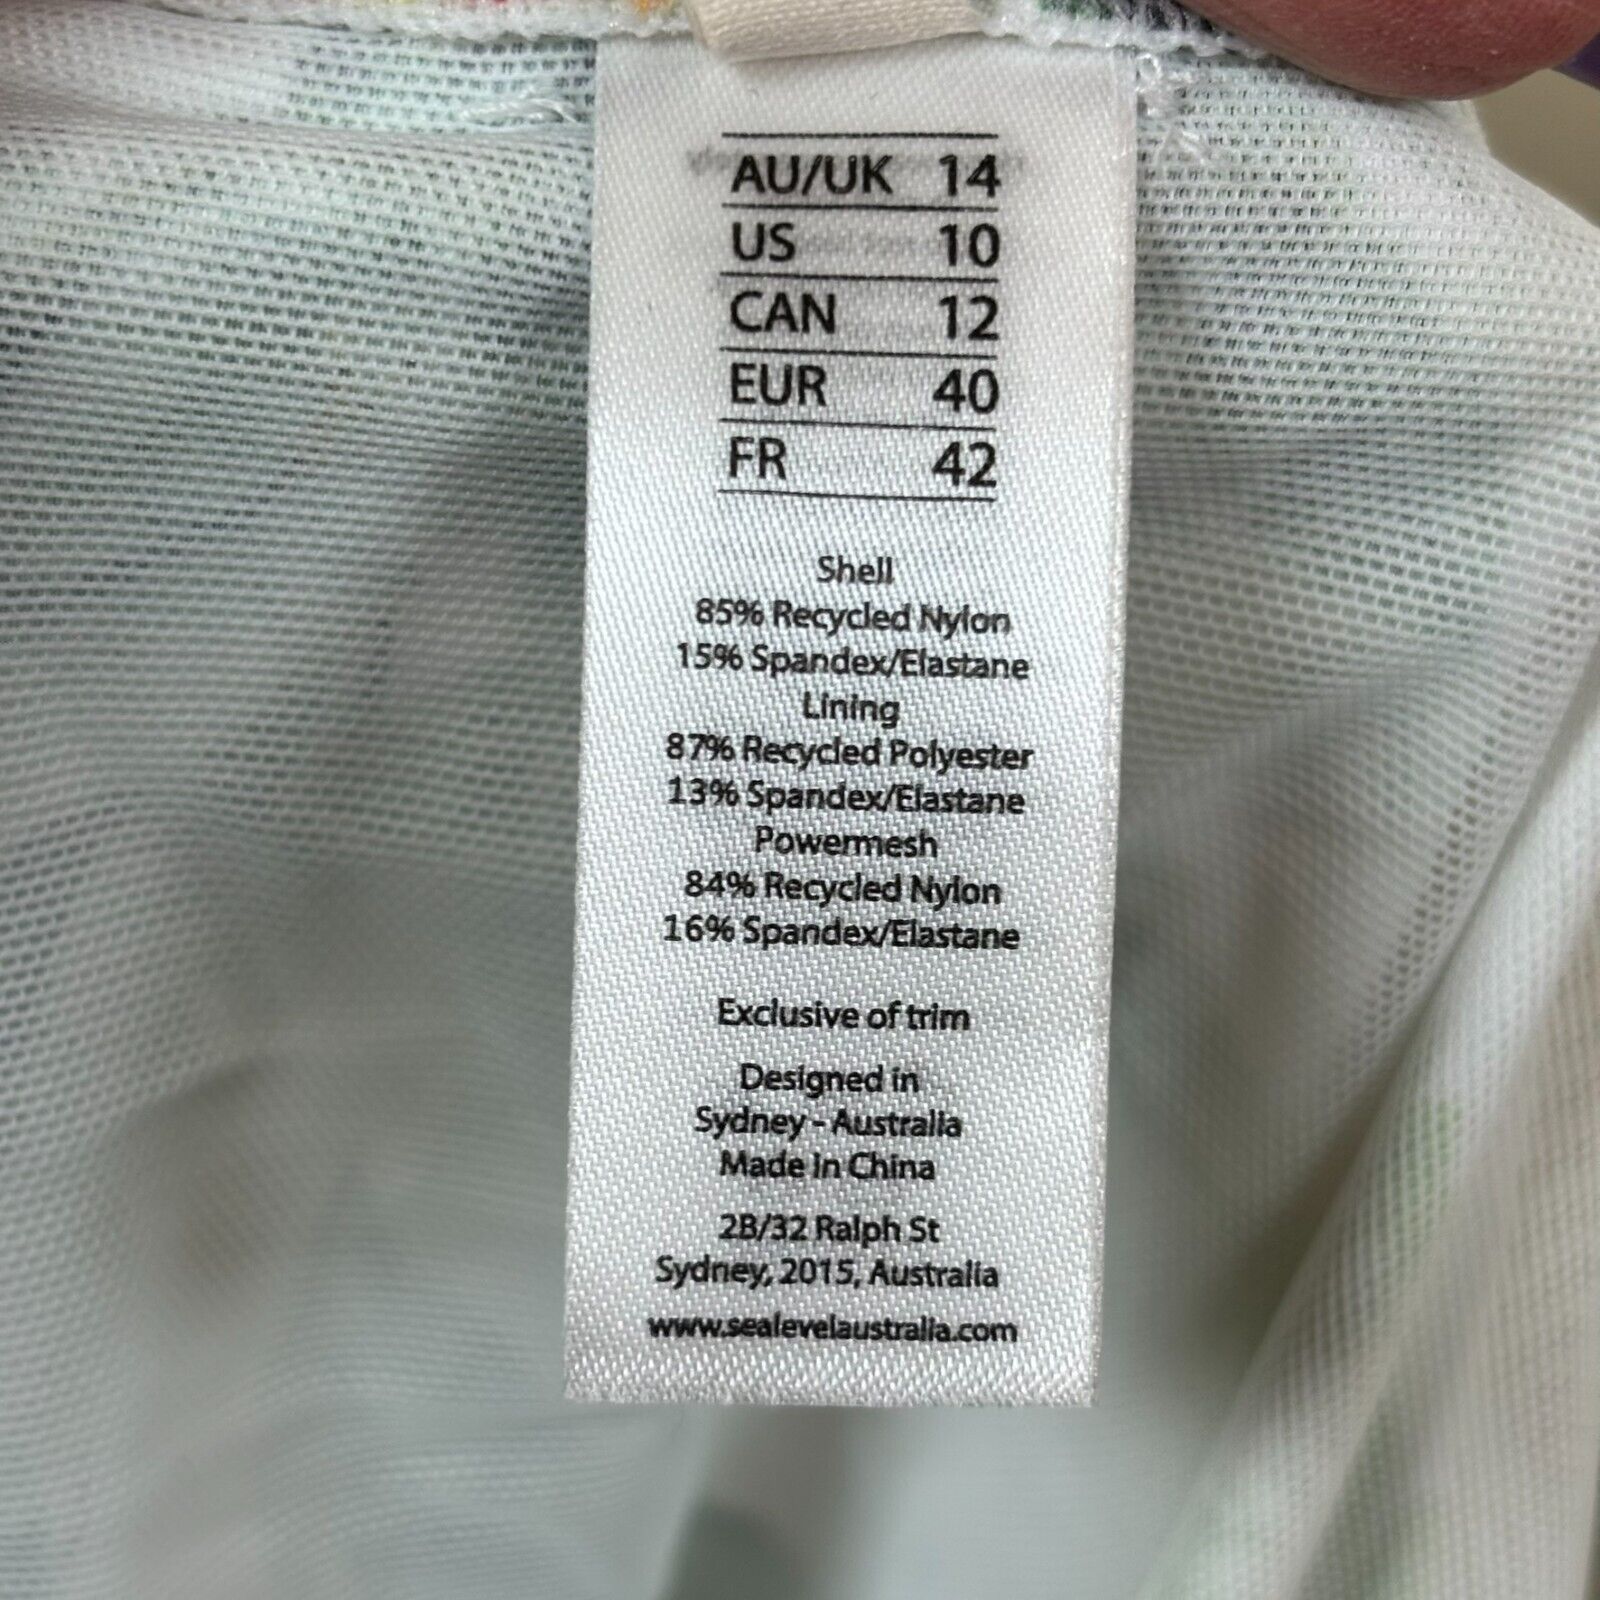 AU/UK 14
US 10
CAN 12
EUR 40
FR 42
Shell
85% Recycled Nylon
15% Spandex/Elastane
Lining
87% Recycled Polyester
13% Spandex/Elastane
Powermesh
84% Recycled Nylon
16% Spandex/Elastane
Exclusive of trim
Designed in
Sydney - Australia
Made in China
2B/32 Ralph St
Sydney, 2015, Australia
www.sealevelaustralia.com